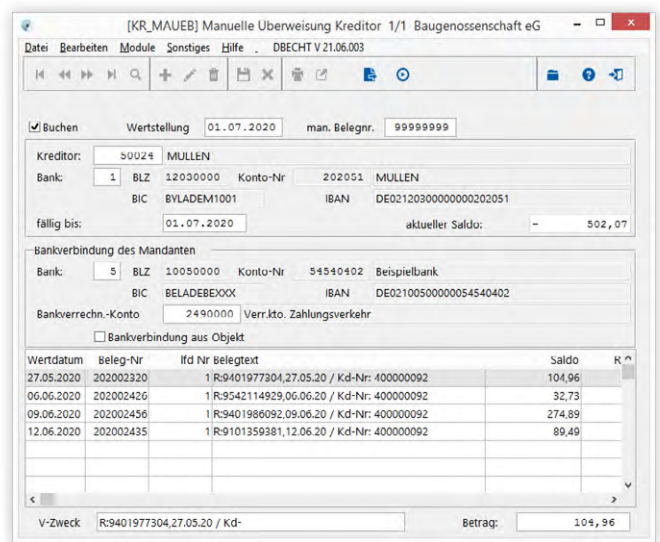 [KR_MAUEB] Manuelle Überweisung Kreditor 1/1 Baugenossenschaft eG
Datei Bearbeiten Module Sonstiges Hilfe . DBECHT V 21.06.003
Buchen Wertstellung 01.07.2020 man. Belegnr. 99999999
Kreditor: 50024 MULLEN
Bank: 1 BLZ 12030000 Konto-Nr 202051 MULLEN
BIC BYLADEM1001 IBAN DE02120300000000202051
fällig bis: 01.07.2020 aktueller Saldo: - 502,07
Bankverbindung des Mandanten
Bank: 5 BLZ 10050000 Konto-Nr 54540402 Beispielbank
BIC BELADEBEXXX IBAN DE02100500000054540402
Bankverrechn.-Konto 2490000 Verr.kto. Zahlungsverkehr
Bankverbindung aus Objekt
Wertdatum Beleg-Nr lfd Nr Belegtext Saldo R
27.05.2020 202002320 1 R:9401977304,27.05.20 / Kd-Nr: 400000092 104,96
06.06.2020 202002426 1 R:9542114929,06.06.20 / Kd-Nr: 400000092 32,73
09.06.2020 202002456 1 R:9401986092,09.06.20 / Kd-Nr: 400000092 274,89
12.06.2020 202002435 1 R:9101359381,12.06.20 / Kd-Nr: 400000092 89,49
V-Zweck R:9401977304,27.05.20 / Kd- Betrag: 104,96